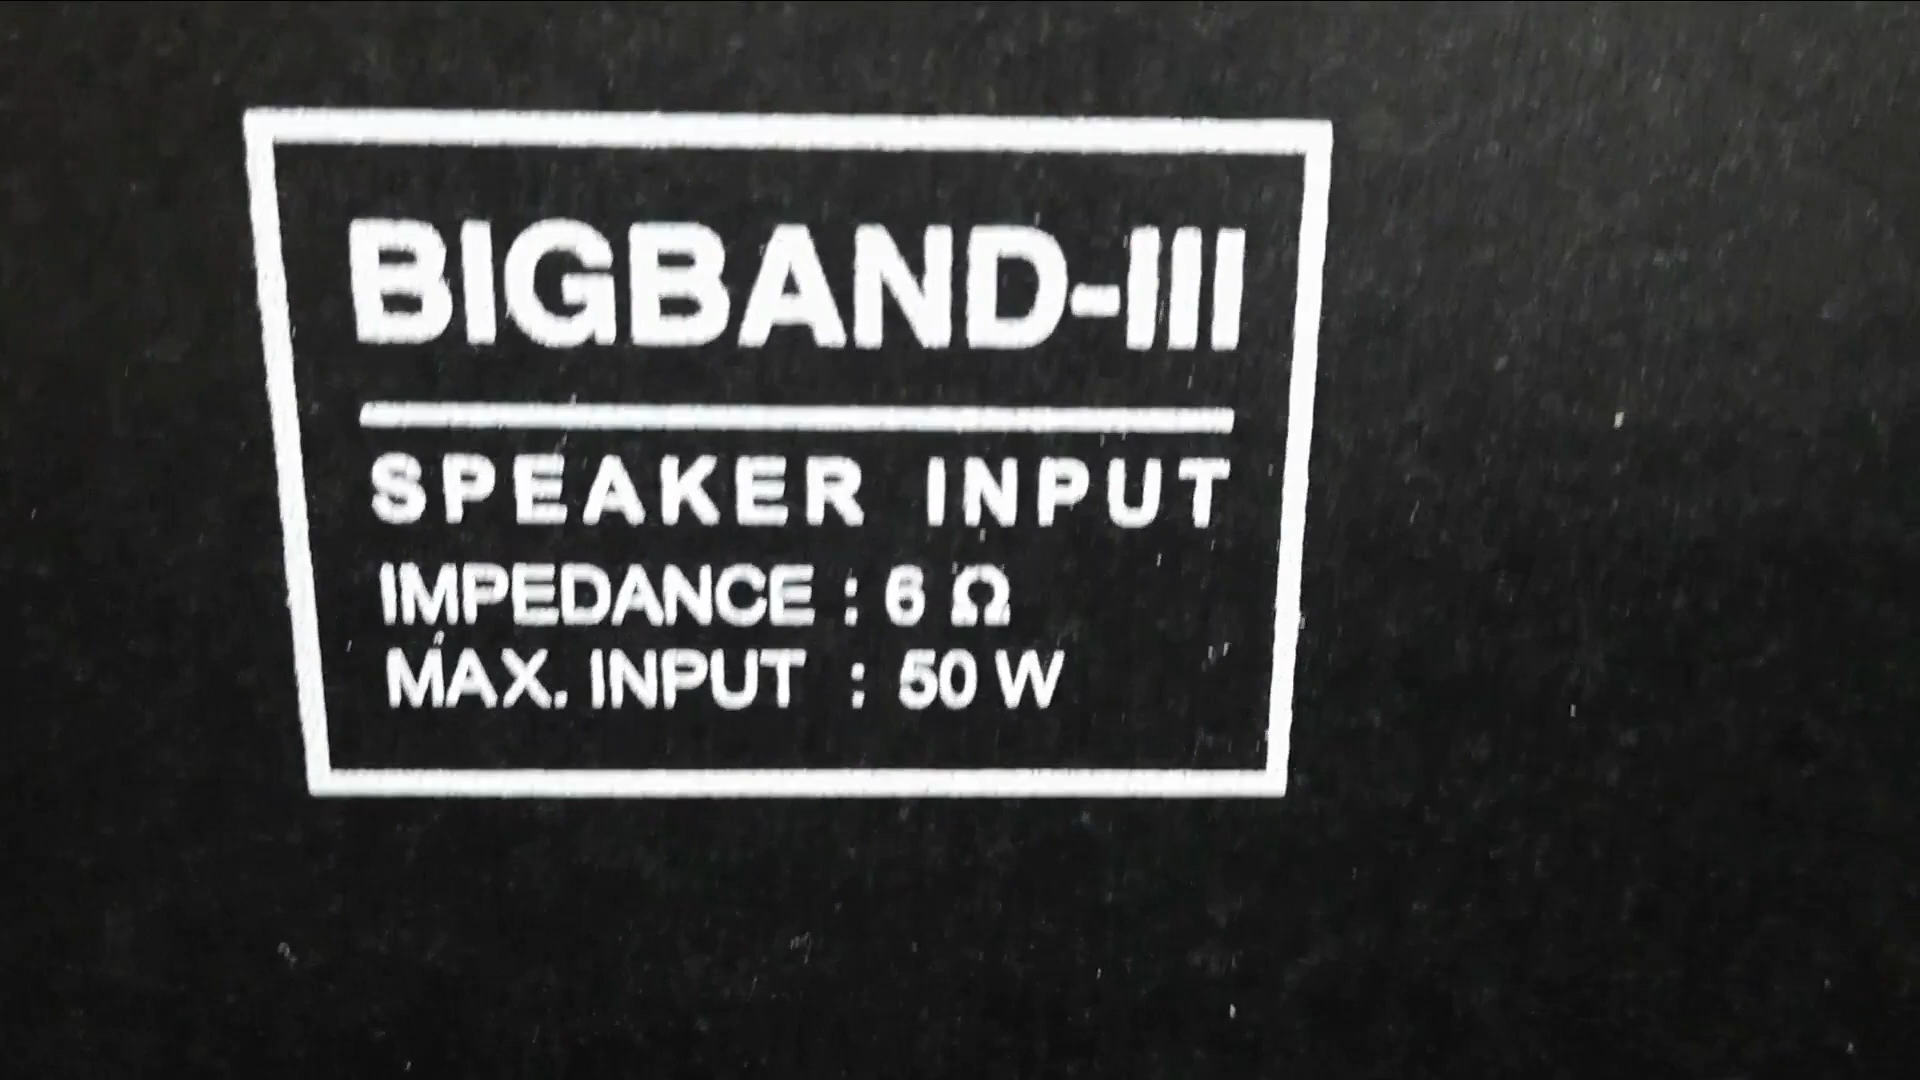 BIGBAND-III
SPEAKER INPUT
IMPEDANCE : 6 Ω
MAX. INPUT : 50 W